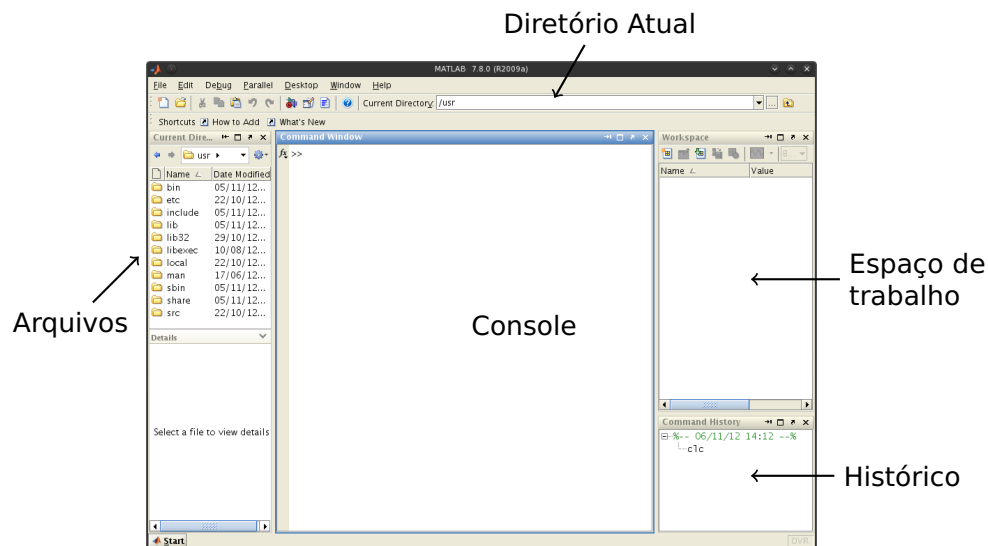 Diretório Atual
MATLAB 7.8.0 (R2009a)
File Edit Debug Parallel Desktop Window Help
Current Directory: /usr
Shortcuts How to Add What's New
Current Dire...
Command Window
Workspace
usr
fx >>
Name Date Modified
Name Value
bin 05/11/12...
etc 22/10/12...
include 05/11/12...
lib 05/11/12...
lib32 29/10/12...
libexec 10/08/12...
local 22/10/12...
man 17/06/12...
sbin 05/11/12...
share 05/11/12...
src 22/10/12...
Arquivos
Console
Espaço de
trabalho
Details
Select a file to view details
Command History
%-- 06/11/12 14:12 --%
clc
Histórico
Start
OVR